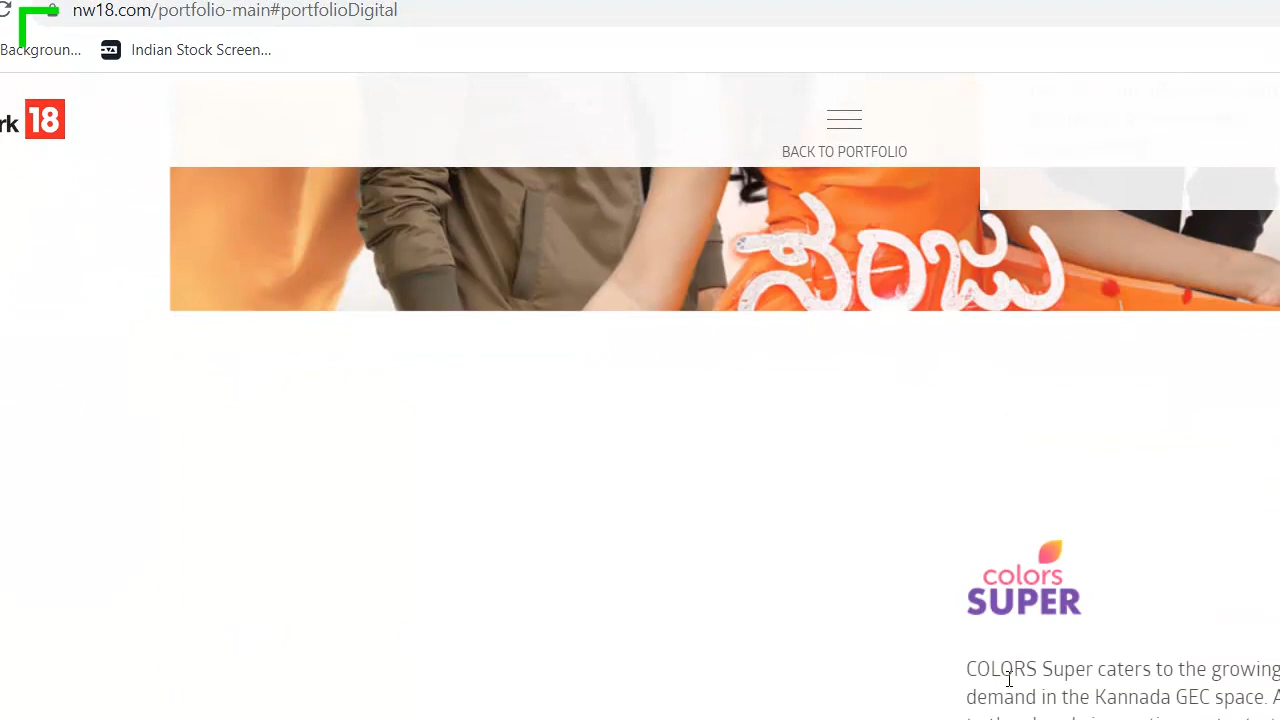 nw18.com/portfolio-main#portfolioDigital
Backgroun... Indian Stock Screen...
rk 18
BACK TO PORTFOLIO
ಸರಿಜು
colors
SUPER
COLORS Super caters to the growing
demand in the Kannada GEC space. A